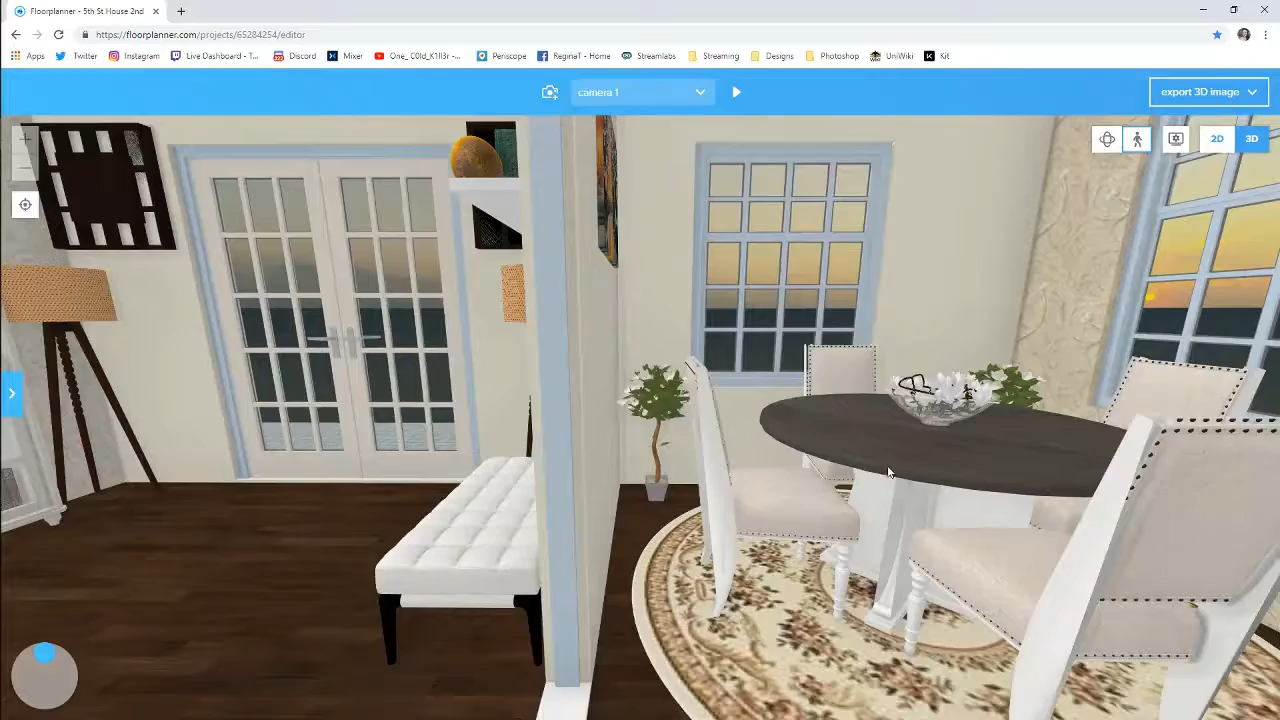 Floorplanner - 5th St House 2nd
https://floorplanner.com/projects/65284254/editor
Apps Twitter Instagram Live Dashboard - T... Discord Mixer One_C0ld_K1ll3r -... Periscope ReginaT - Home Streamlabs Streaming Designs Photoshop UniWiki Kit
camera 1
export 3D image
2D 3D